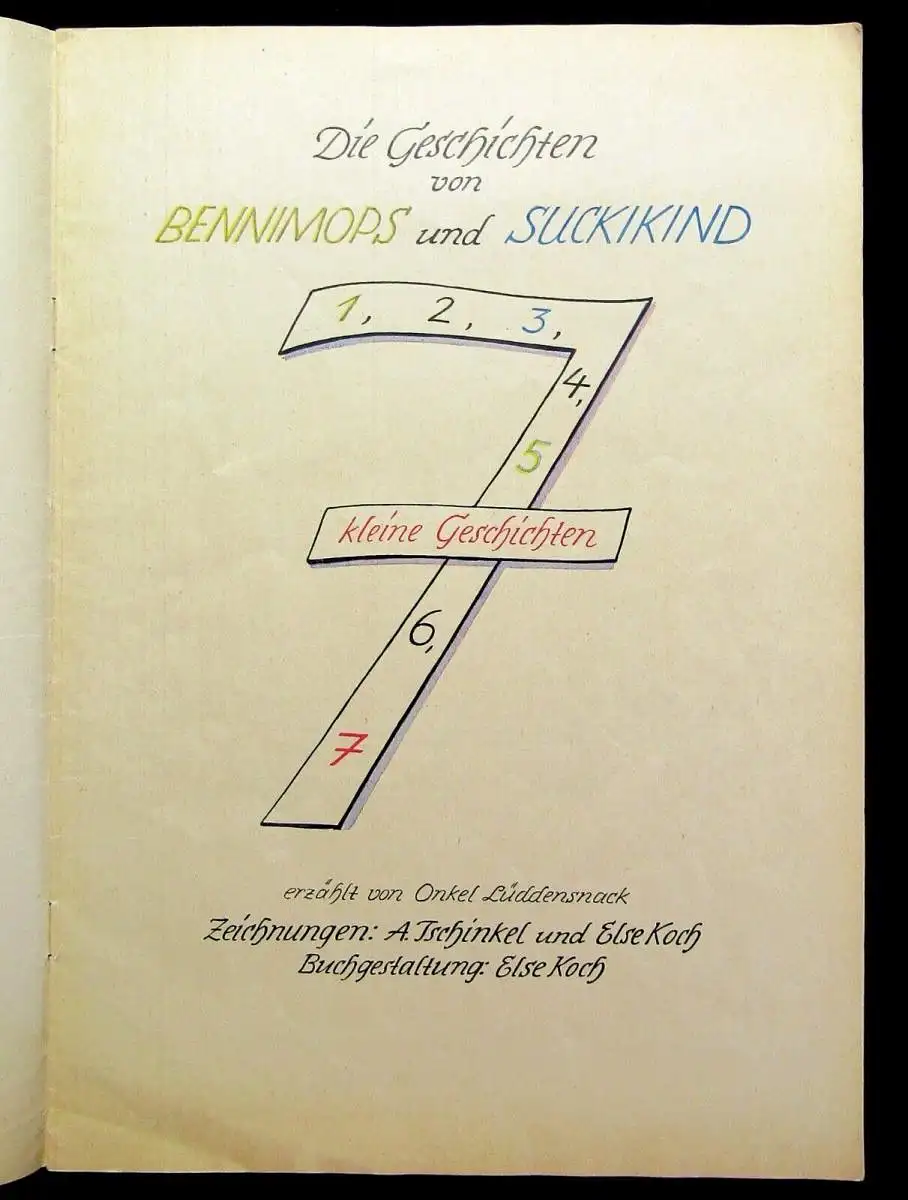 Die Geschichten
von
BENNIMOPS und SUCKIKIND
1, 2, 3,
4,
5
kleine Geschichten
6,
7
erzählt von Onkel Lüddensnack
Zeichnungen: A. Tschinkel und Else Koch
Buchgestaltung: Else Koch